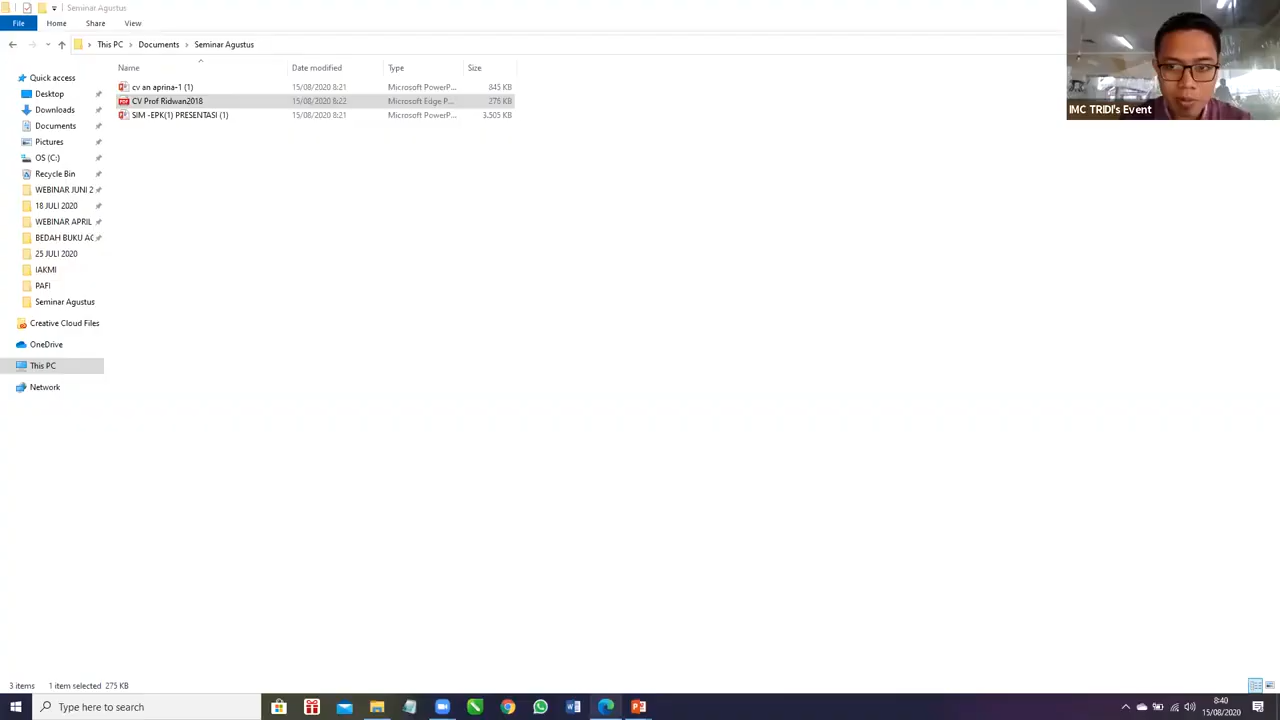 Seminar Agustus
File Home Share View
This PC Documents Seminar Agustus
Name Date modified Type Size
cv an aprina-1 (1) 15/08/2020 8:21 Microsoft PowerP... 845 KB
CV Prof Ridwan2018 15/08/2020 8:22 Microsoft Edge P... 276 KB
SIM -EPK(1) PRESENTASI (1) 15/08/2020 8:21 Microsoft PowerP... 3,505 KB
Quick access
Desktop
Downloads
Documents
Pictures
OS (C:)
Recycle Bin
WEBINAR JUNI 2
18 JULI 2020
WEBINAR APRIL
BEDAH BUKU AC
25 JULI 2020
IAKMI
PAFI
Seminar Agustus
Creative Cloud Files
OneDrive
This PC
Network
IMC TRIDI's Event
3 items 1 item selected 275 KB
Type here to search
8:40
15/08/2020